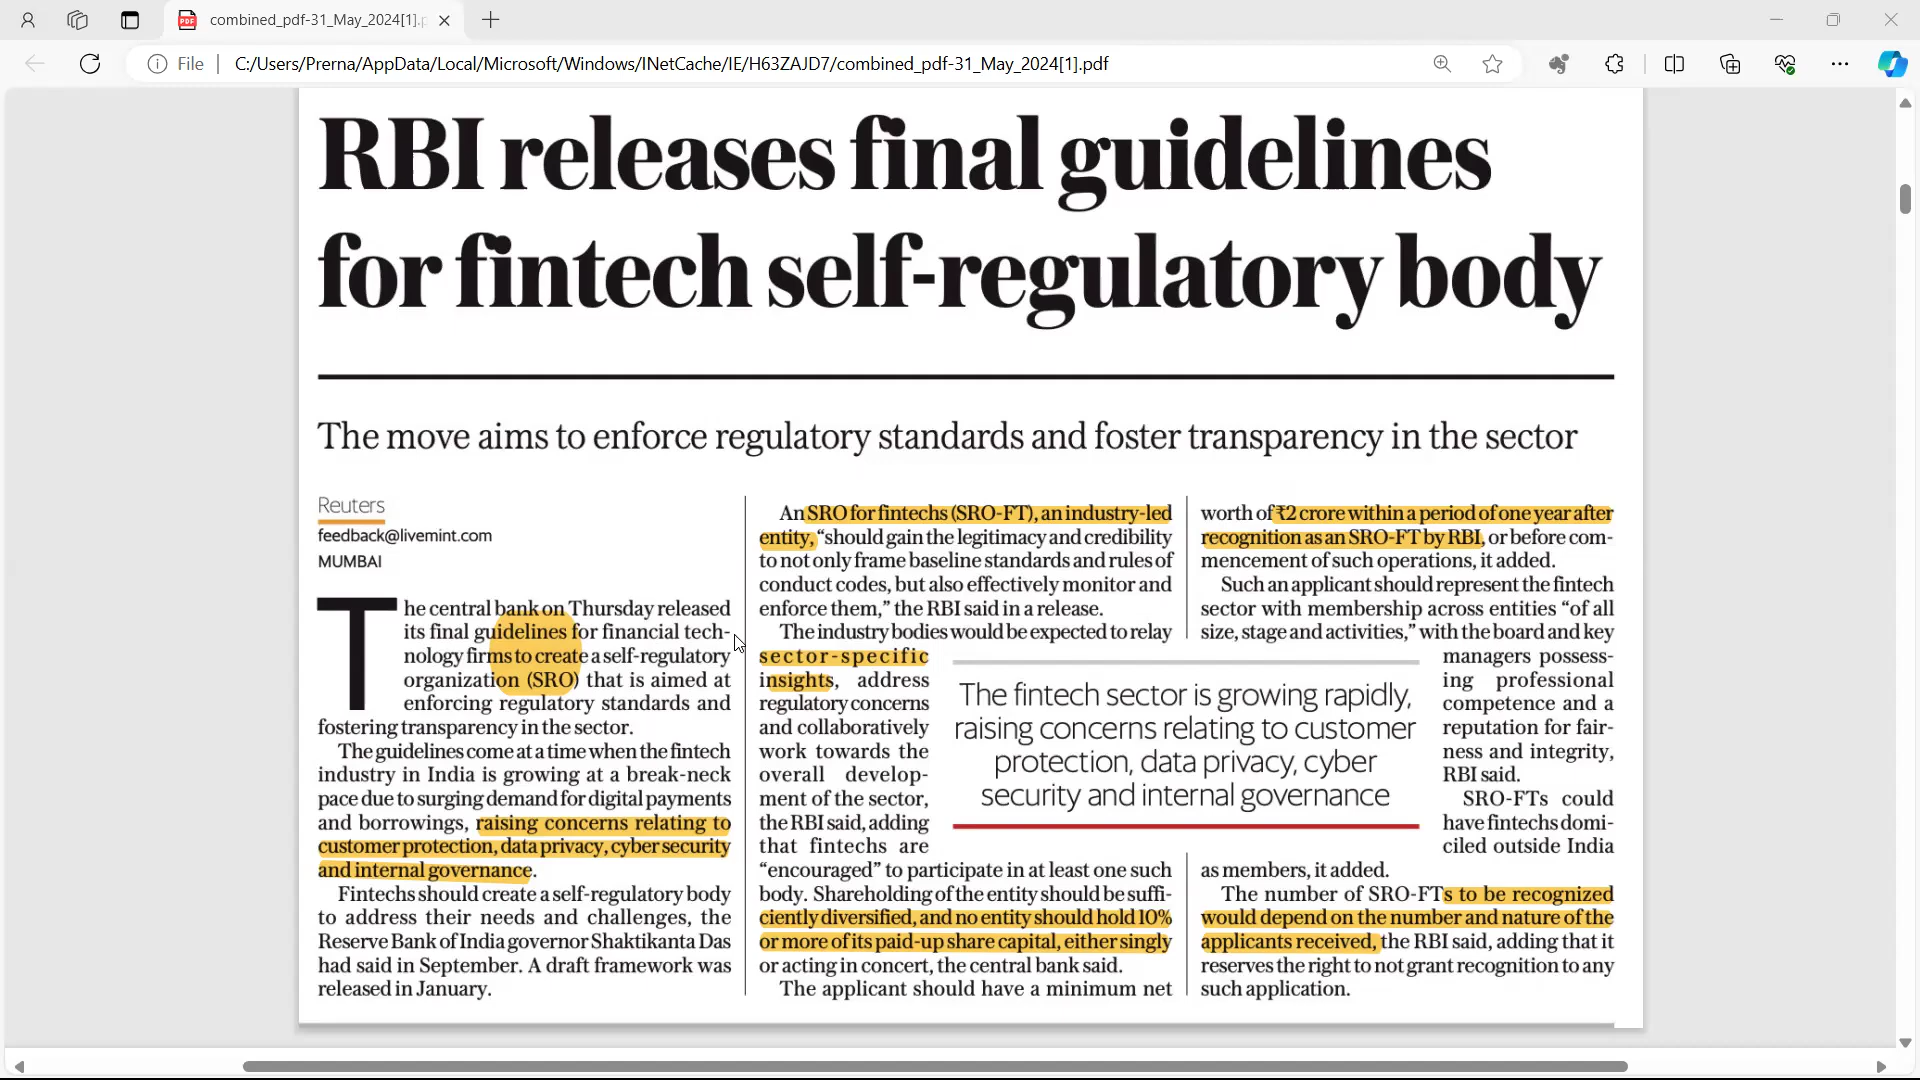 combined_pdf-31_May_2024[1].p
File
C:/Users/Prerna/AppData/Local/Microsoft/Windows/INetCache/IE/H63ZAJD7/combined_pdf-31_May_2024[1].pdf
RBI releases final guidelines
for fintech self-regulatory body
The move aims to enforce regulatory standards and foster transparency in the sector
Reuters
feedback@livemint.com
MUMBAI
The central bank on Thursday released
its final guidelines for financial tech-
nology firms to create a self-regulatory
organization (SRO) that is aimed at
enforcing regulatory standards and
fostering transparency in the sector.
The guidelines come at a time when the fintech
industry in India is growing at a break-neck
pace due to surging demand for digital payments
and borrowings, raising concerns relating to
customer protection, data privacy, cyber security
and internal governance.
Fintechs should create a self-regulatory body
to address their needs and challenges, the
Reserve Bank of India governor Shaktikanta Das
had said in September. A draft framework was
released in January.
An SRO for fintechs (SRO-FT), an industry-led
entity, “should gain the legitimacy and credibility
to not only frame baseline standards and rules of
conduct codes, but also effectively monitor and
enforce them,” the RBI said in a release.
The industry bodies would be expected to relay
sector-specific
insights, address
regulatory concerns
and collaboratively
work towards the
overall develop-
ment of the sector,
the RBI said, adding
that fintechs are
“encouraged” to participate in at least one such
body. Shareholding of the entity should be suffi-
ciently diversified, and no entity should hold 10%
or more of its paid-up share capital, either singly
or acting in concert, the central bank said.
The applicant should have a minimum net
The fintech sector is growing rapidly,
raising concerns relating to customer
protection, data privacy, cyber
security and internal governance
worth of ₹2 crore within a period of one year after
recognition as an SRO-FT by RBI, or before com-
mencement of such operations, it added.
Such an applicant should represent the fintech
sector with membership across entities “of all
size, stage and activities,” with the board and key
managers possess-
ing professional
competence and a
reputation for fair-
ness and integrity,
RBI said.
SRO-FTs could
have fintechs domi-
ciled outside India
as members, it added.
The number of SRO-FTs to be recognized
would depend on the number and nature of the
applicants received, the RBI said, adding that it
reserves the right to not grant recognition to any
such application.